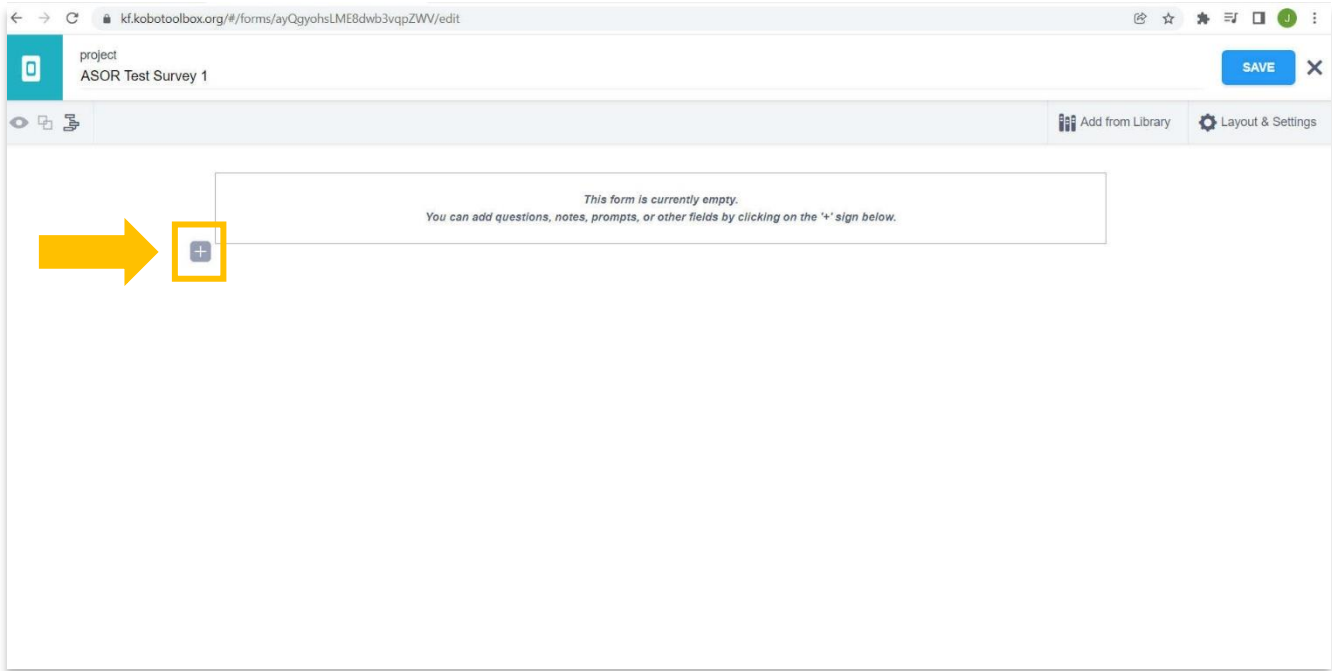 kf.kobotoolbox.org/#/forms/ayQgyohsLME8dwb3vqpZWV/edit
J
project
ASOR Test Survey 1
SAVE
Add from Library
Layout & Settings
This form is currently empty.
You can add questions, notes, prompts, or other fields by clicking on the '+' sign below.